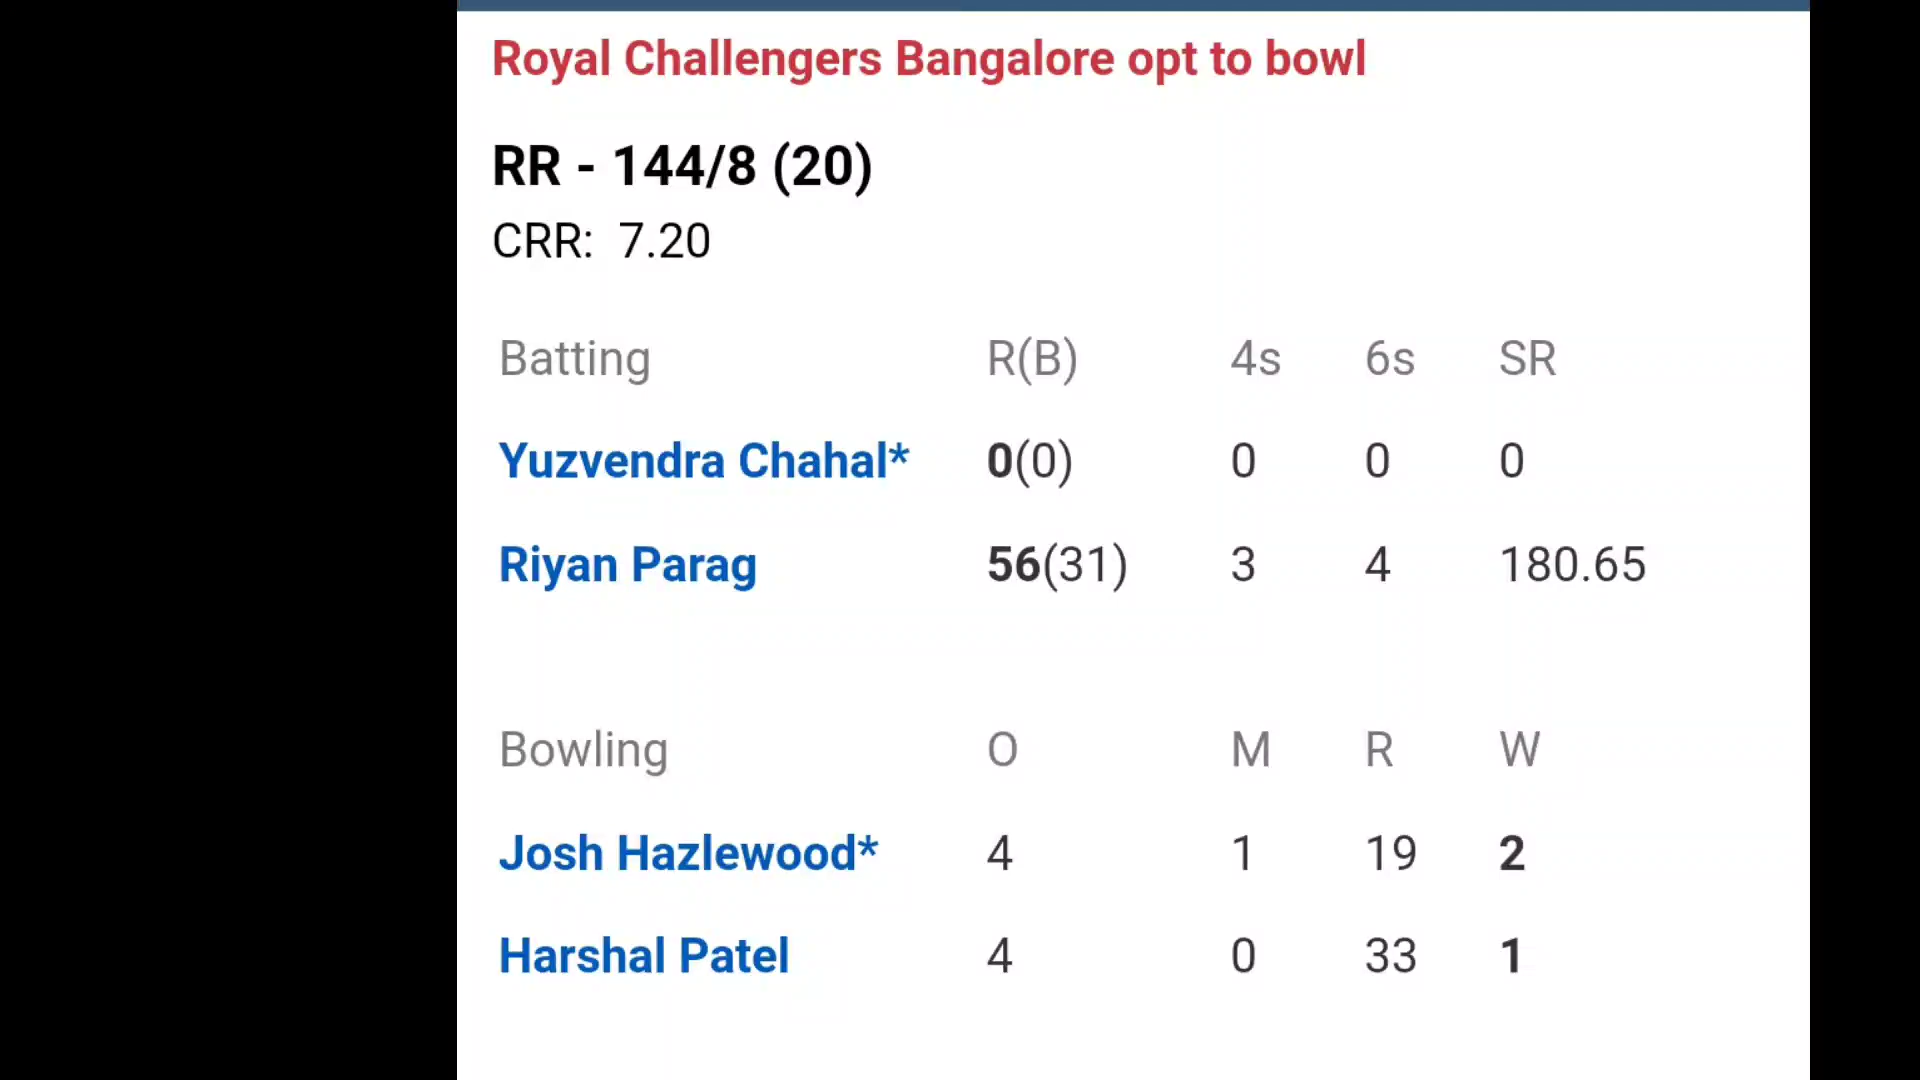 Royal Challengers Bangalore opt to bowl
RR - 144/8 (20)
CRR: 7.20
Batting R(B) 4s 6s SR
Yuzvendra Chahal* 0(0) 0 0 0
Riyan Parag 56(31) 3 4 180.65
Bowling O M R W
Josh Hazlewood* 4 1 19 2
Harshal Patel 4 0 33 1